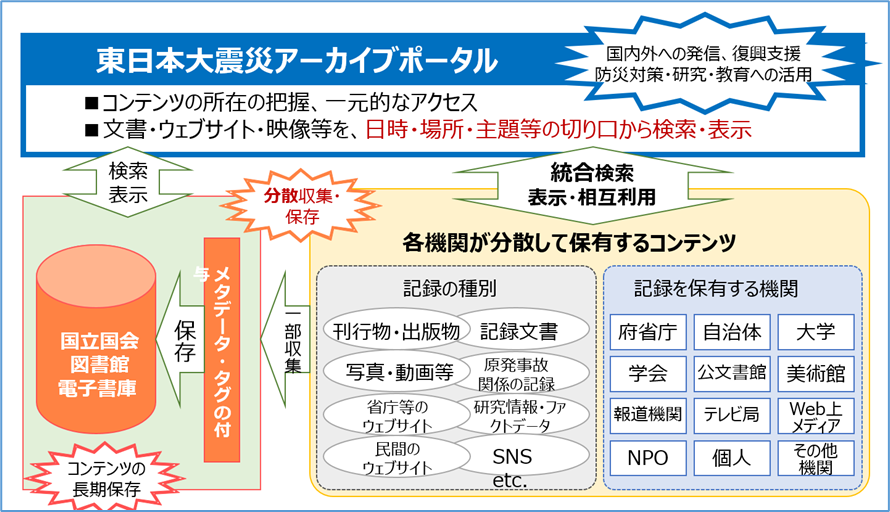 東日本大震災アーカイブポータル
国内外への発信、復興支援
防災対策・研究・教育への活用
■コンテンツの所在の把握、一元的なアクセス
■文書・ウェブサイト・映像等を、日時・場所・主題等の切り口から検索・表示
検索
表示
分散収集・
保存
統合検索
表示・相互利用
各機関が分散して保有するコンテンツ
国立国会
図書館
電子書庫
保存
メタデータ・タグの付
与
一部収集
コンテンツの
長期保存
記録の種別
刊行物・出版物
記録文書
写真・動画等
原発事故
関係の記録
省庁等の
ウェブサイト
研究情報・ファ
クトデータ
民間の
ウェブサイト
SNS
etc.
記録を保有する機関
府省庁
自治体
大学
学会
公文書館
美術館
報道機関
テレビ局
Web上
メディア
NPO
個人
その他
機関